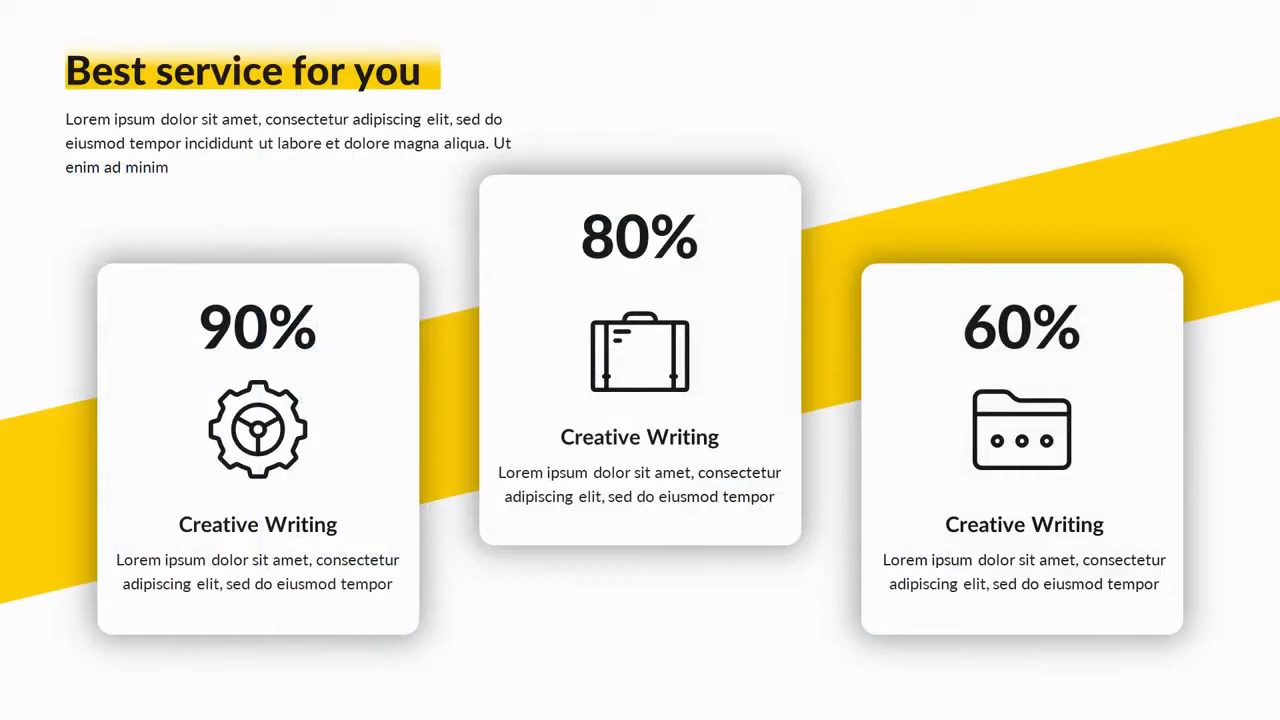 Best service for you
Lorem ipsum dolor sit amet, consectetur adipiscing elit, sed do
eiusmod tempor incididunt ut labore et dolore magna aliqua. Ut
enim ad minim
90%
Creative Writing
Lorem ipsum dolor sit amet, consectetur
adipiscing elit, sed do eiusmod tempor
80%
Creative Writing
Lorem ipsum dolor sit amet, consectetur
adipiscing elit, sed do eiusmod tempor
60%
Creative Writing
Lorem ipsum dolor sit amet, consectetur
adipiscing elit, sed do eiusmod tempor